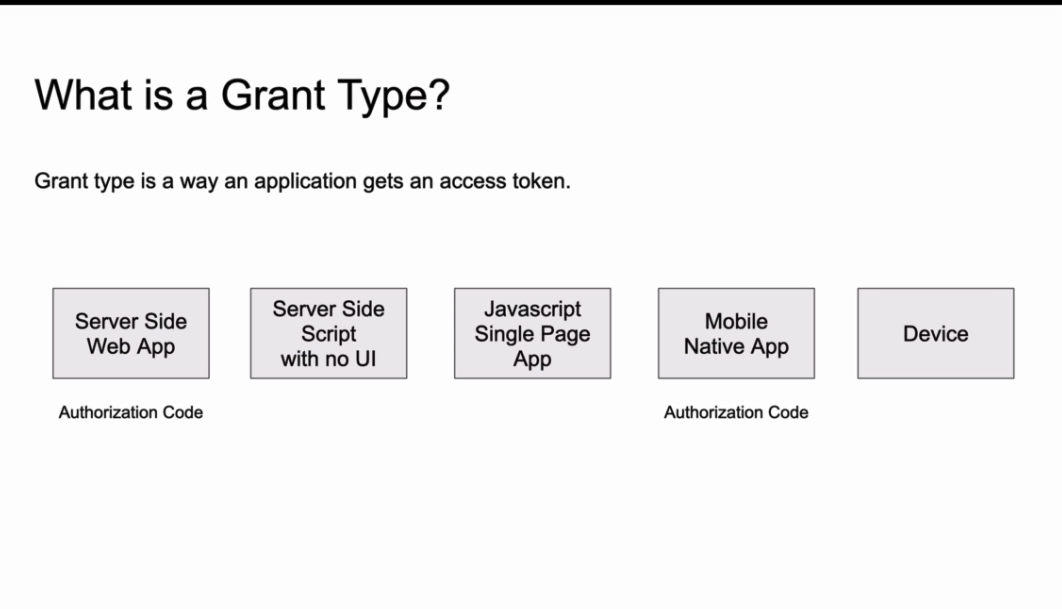 What is a Grant Type?
Grant type is a way an application gets an access token.
Server Side
Web App
Server Side
Script
with no UI
Javascript
Single Page
App
Mobile
Native App
Device
Authorization Code
Authorization Code